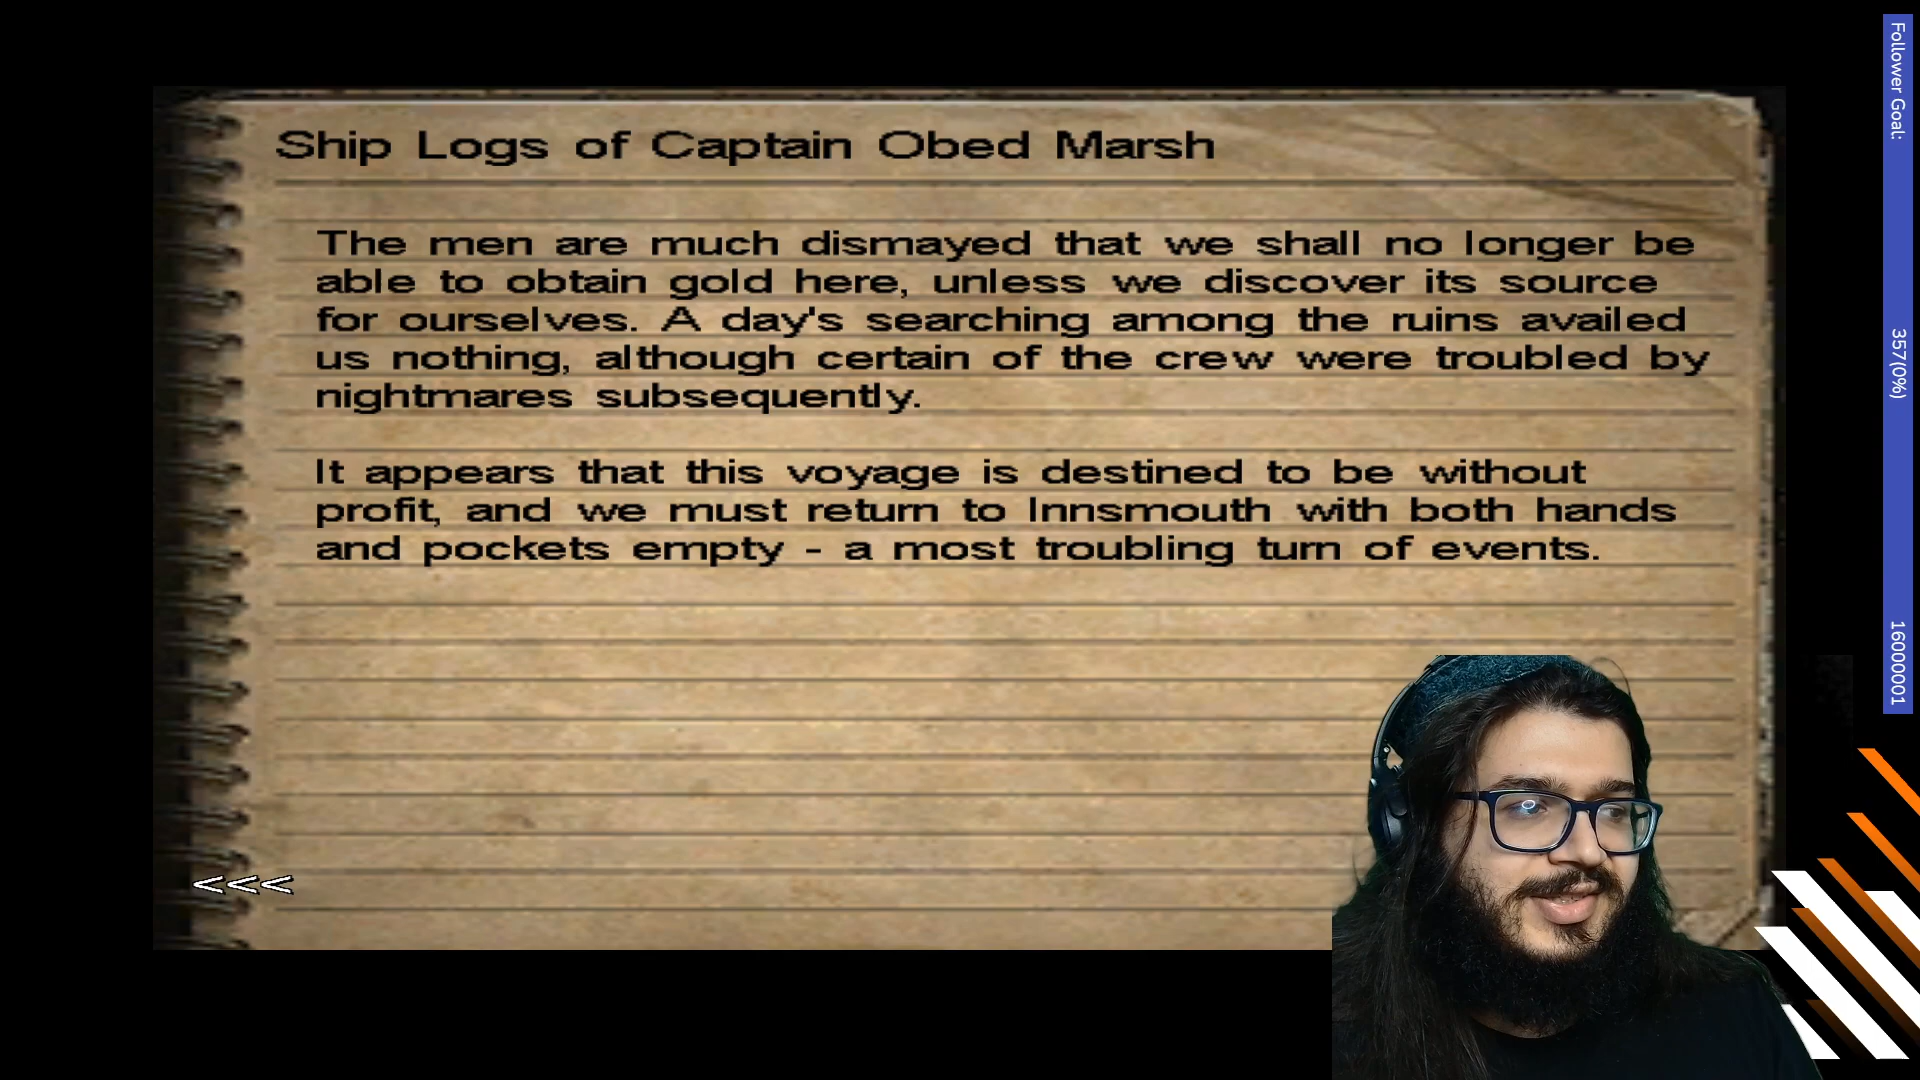 Ship Logs of Captain Obed Marsh
The men are much dismayed that we shall no longer be
able to obtain gold here, unless we discover its source
for ourselves. A day's searching among the ruins availed
us nothing, although certain of the crew were troubled by
nightmares subsequently.
It appears that this voyage is destined to be without
profit, and we must return to Innsmouth with both hands
and pockets empty - a most troubling turn of events.
<<<
Follower Goal:
357(0%)
16000001